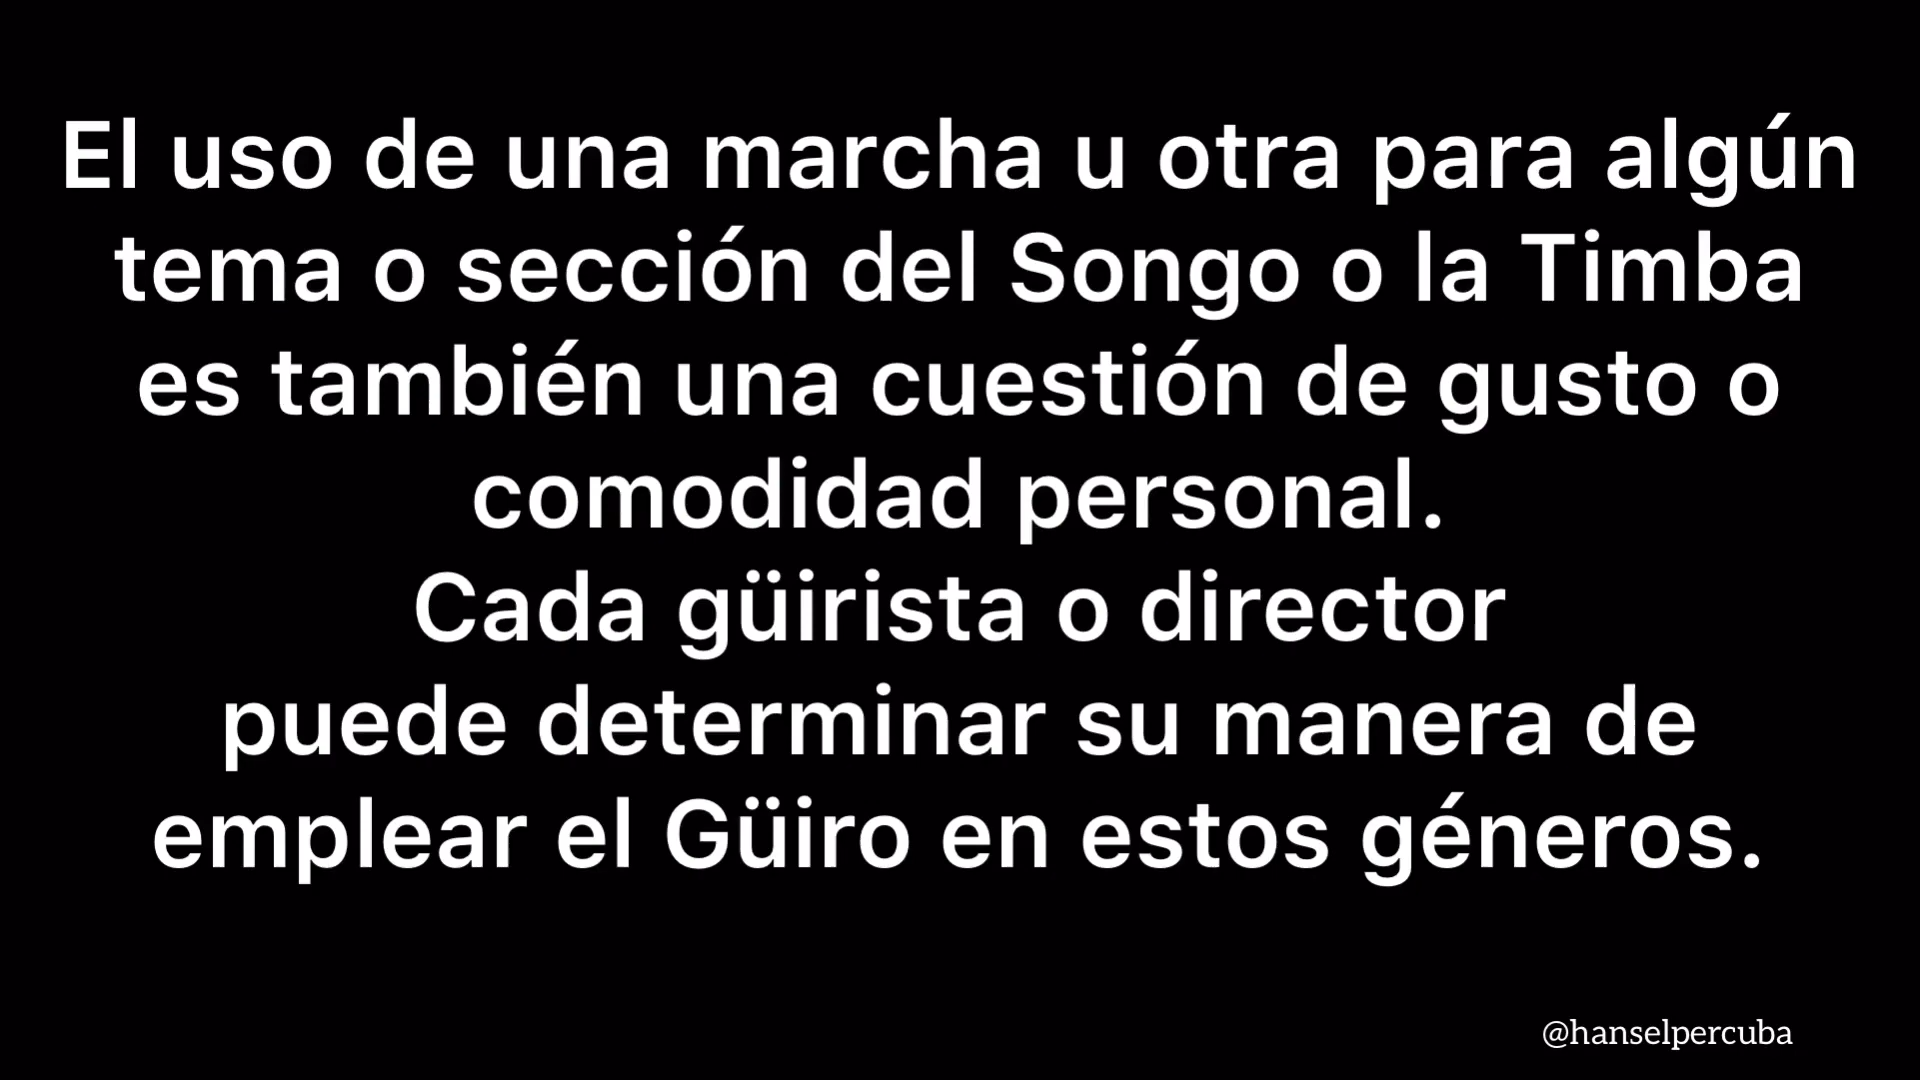 El uso de una marcha u otra para algún
tema o sección del Songo o la Timba
es también una cuestión de gusto o
comodidad personal.
Cada güirista o director
puede determinar su manera de
emplear el Güiro en estos géneros.
@hanselpercuba